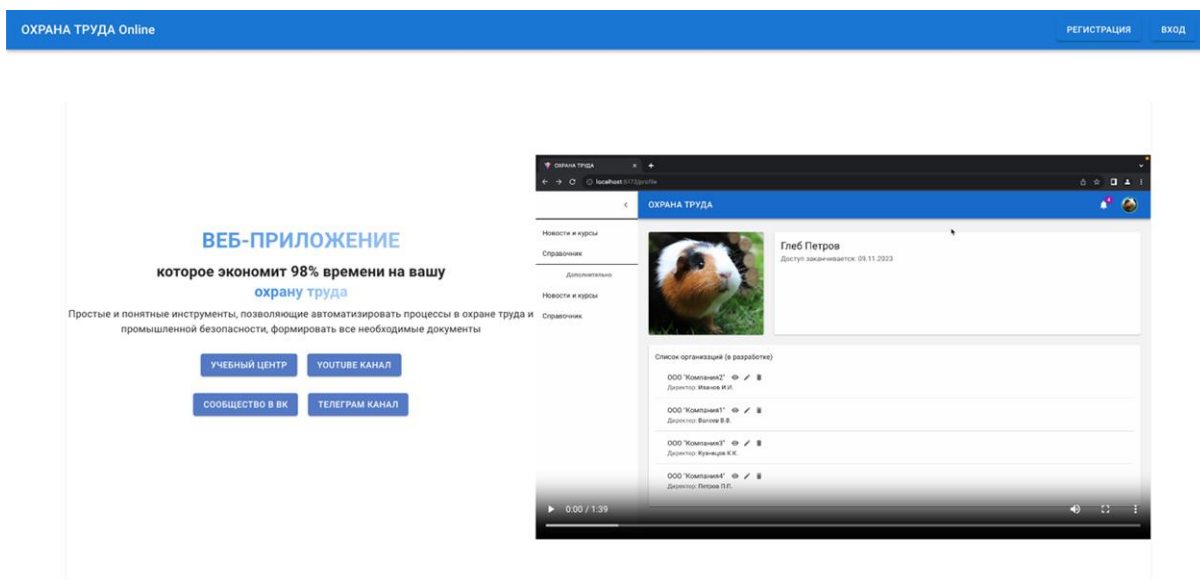 ОХРАНА ТРУДА Online
РЕГИСТРАЦИЯ
ВХОД
ВЕБ-ПРИЛОЖЕНИЕ
которое экономит 98% времени на вашу
охрану труда
Простые и понятные инструменты, позволяющие автоматизировать процессы в охране труда и
промышленной безопасности, формировать все необходимые документы
УЧЕБНЫЙ ЦЕНТР
YOUTUBE КАНАЛ
СООБЩЕСТВО В ВК
ТЕЛЕГРАМ КАНАЛ
ОХРАНА ТРУДА
localhost:5173/profile
ОХРАНА ТРУДА
Новости и курсы
Справочник
Дополнительно
Новости и курсы
Справочник
Глеб Петров
Доступ заканчивается: 09.11.2023
Список организаций (в разработке)
ООО "Компания2"
Директор: Иванов И.И.
ООО "Компания1"
Директор: Валеев В.В.
ООО "Компания3"
Директор: Кузнецов К.К.
ООО "Компания4"
Директор: Петров П.П.
0:00 / 1:39